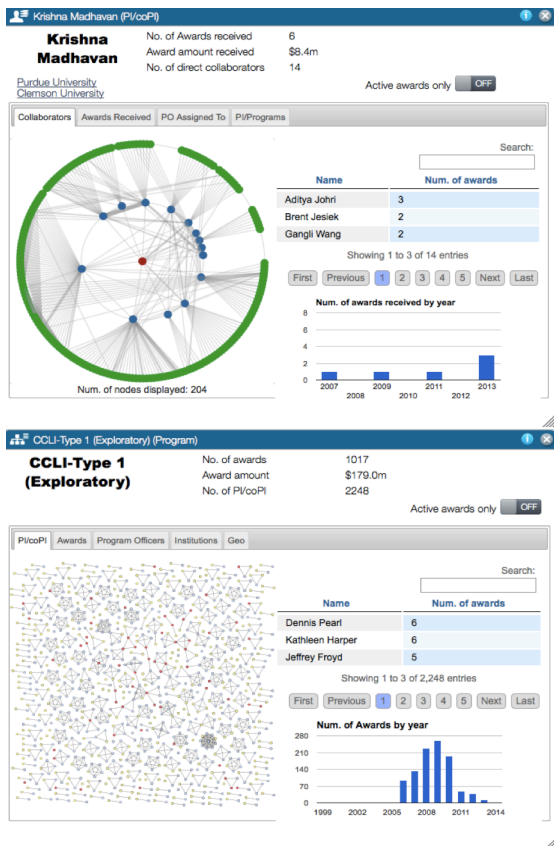 Krishna Madhavan (PI/coPI)
Krishna Madhavan
No. of Awards received 6
Award amount received $8.4m
No. of direct collaborators 14
Purdue University
Clemson University
Active awards only OFF
Collaborators Awards Received PO Assigned To PI/Programs
Search:
Name Num. of awards
Aditya Johri 3
Brent Jesiek 2
Gangli Wang 2
Showing 1 to 3 of 14 entries
First Previous 1 2 3 4 5 Next Last
Num. of awards received by year
8
6
4
2
0
2007 2009 2011 2013
2008 2010 2012
Num. of nodes displayed: 204
CCLI-Type 1 (Exploratory) (Program)
CCLI-Type 1
(Exploratory)
No. of awards 1017
Award amount $179.0m
No. of PI/coPI 2248
Active awards only OFF
PI/coPI Awards Program Officers Institutions Geo
Search:
Name Num. of awards
Dennis Pearl 6
Kathleen Harper 6
Jeffrey Froyd 5
Showing 1 to 3 of 2,248 entries
First Previous 1 2 3 4 5 Next Last
Num. of Awards by year
280
210
140
70
0
1999 2002 2005 2008 2011 2014